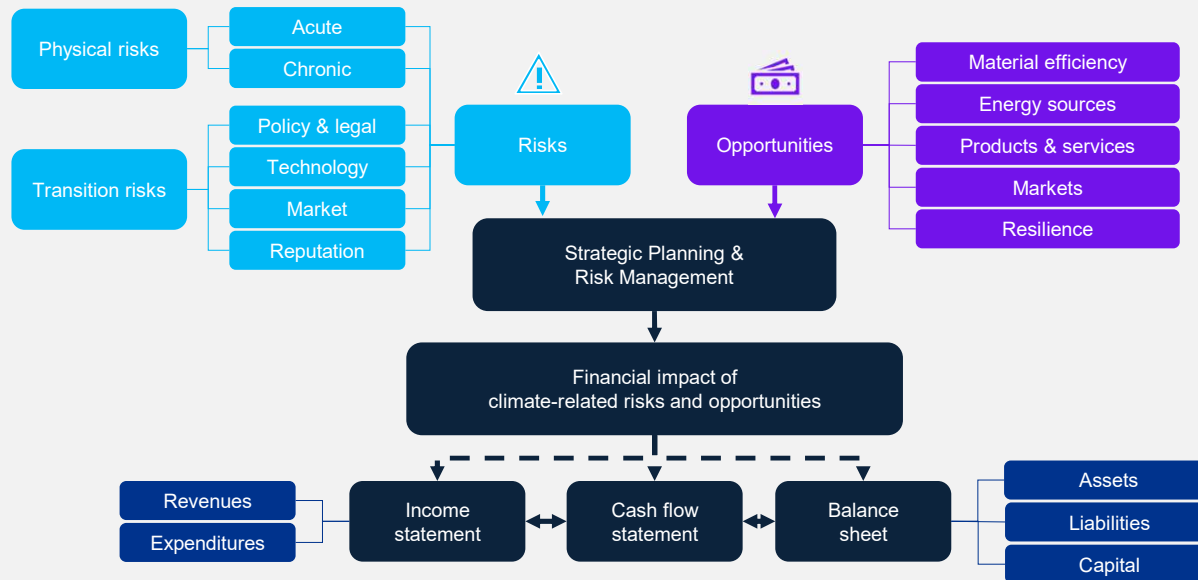 Physical risks
Acute
Chronic
Transition risks
Policy & legal
Technology
Market
Reputation
Risks
Opportunities
Material efficiency
Energy sources
Products & services
Markets
Resilience
Strategic Planning &
Risk Management
Financial impact of
climate-related risks and opportunities
Revenues
Expenditures
Income
statement
Cash flow
statement
Balance
sheet
Assets
Liabilities
Capital